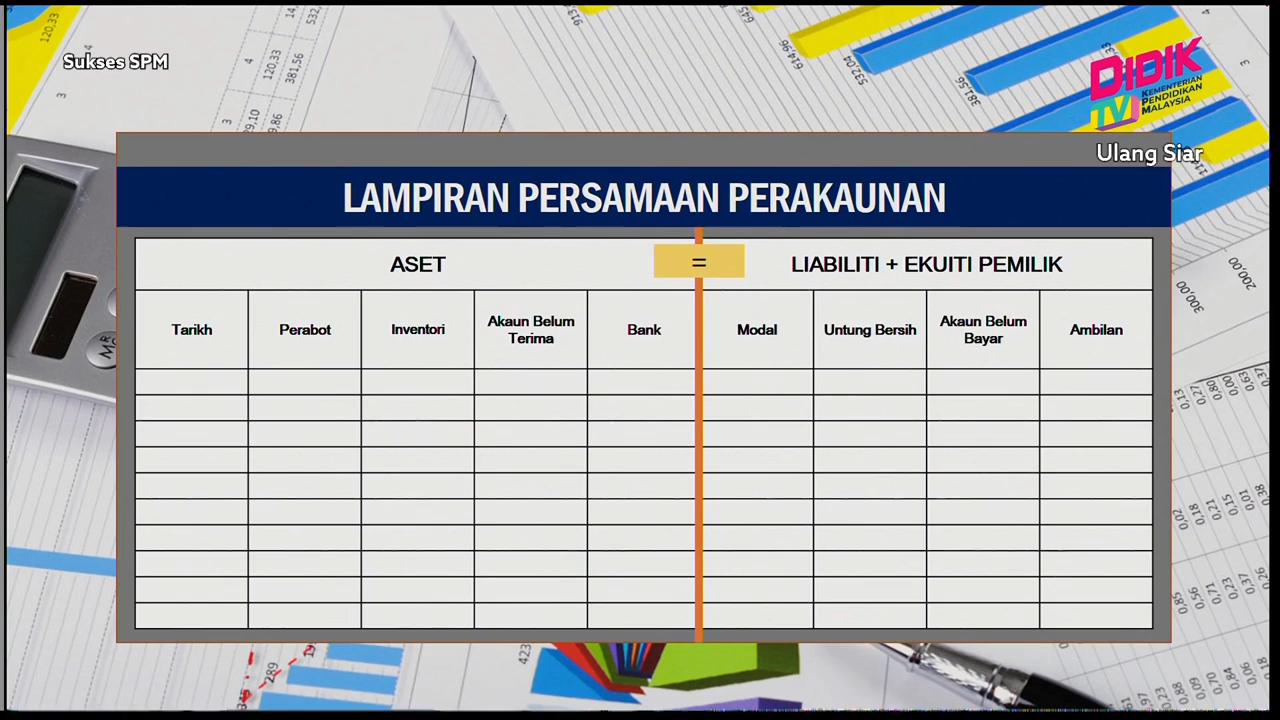 Sukses SPM
DIDIK
TV
KEMENTERIAN
PENDIDIKAN
MALAYSIA
Ulang Siar
LAMPIRAN PERSAMAAN PERAKAUNAN
ASET = LIABILITI + EKUITI PEMILIK
Tarikh Perabot Inventori Akaun Belum Terima Bank Modal Untung Bersih Akaun Belum Bayar Ambilan